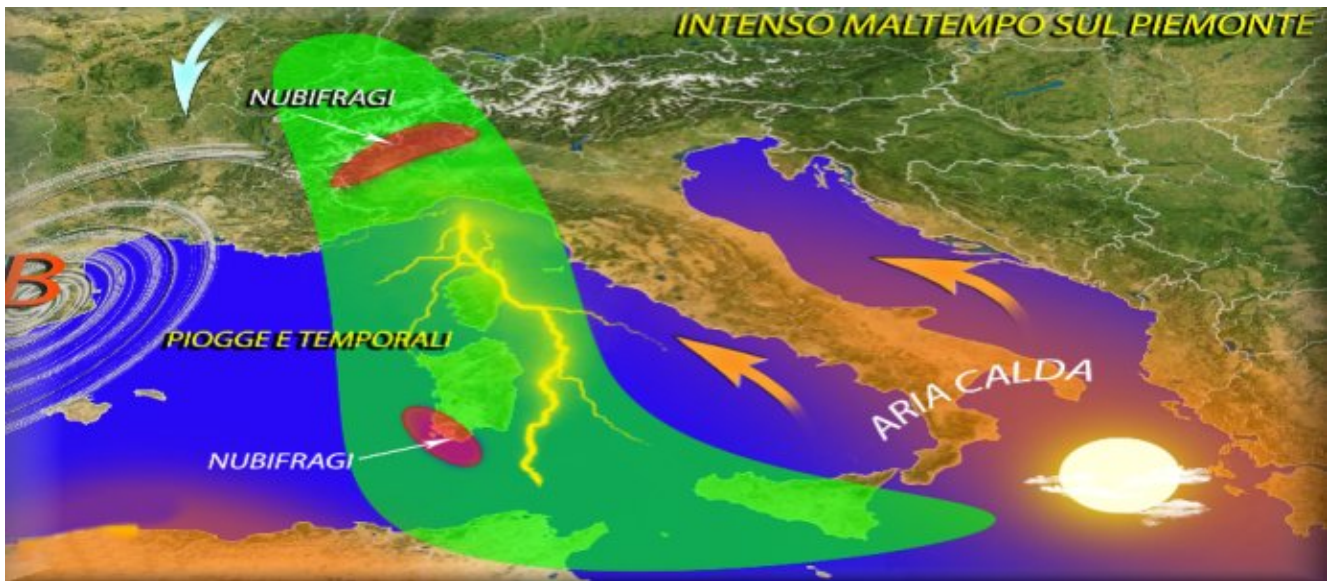 INTENSO MALTEMPO SUL PIEMONTE
NUBIFRAGI
B
PIOGGE E TEMPORALI
ARIA CALDA
NUBIFRAGI